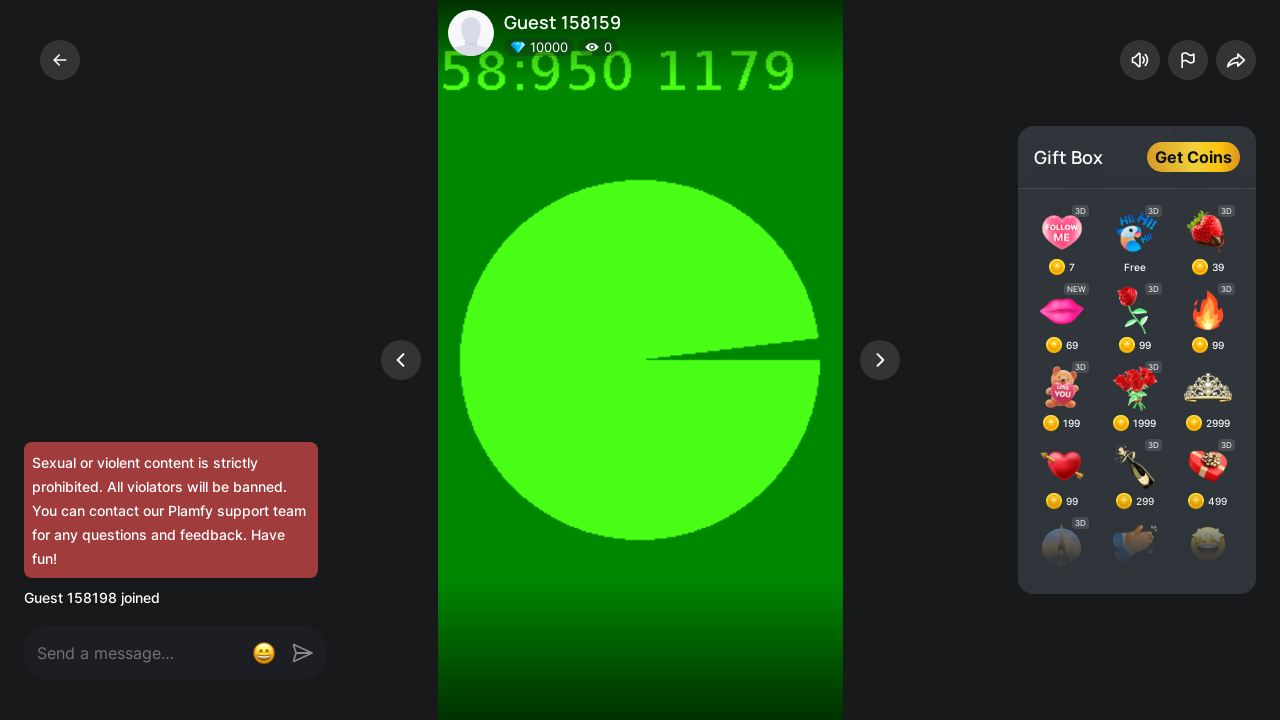 Guest 158159
10000 0
58:950 1179
Gift Box
Get Coins
3D 3D 3D
FOLLOW ME
Hi! Hi! Hi!
7 Free 39
NEW 3D 3D
69 99 99
3D 3D
LOVE YOU
199 1999 2999
3D 3D
99 299 499
3D
Sexual or violent content is strictly
prohibited. All violators will be banned.
You can contact our Plamfy support team
for any questions and feedback. Have
fun!
Guest 158198 joined
Send a message...